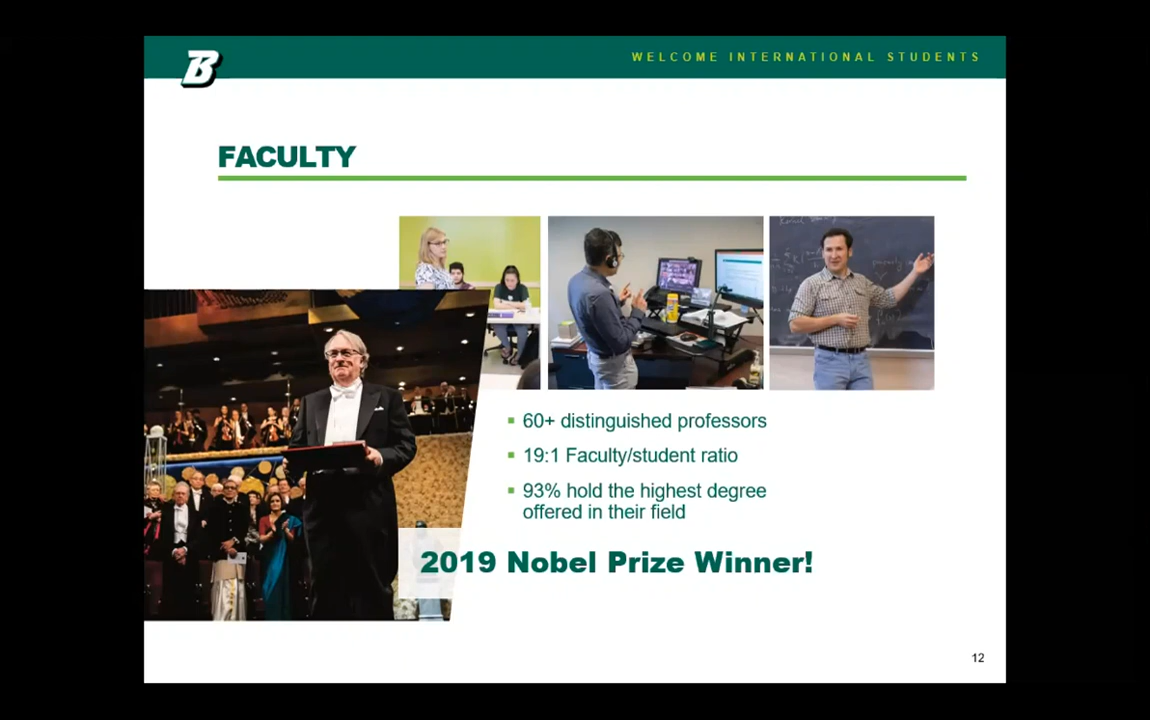 B
WELCOME INTERNATIONAL STUDENTS
FACULTY
▪ 60+ distinguished professors
▪ 19:1 Faculty/student ratio
▪ 93% hold the highest degree
offered in their field
2019 Nobel Prize Winner!
12